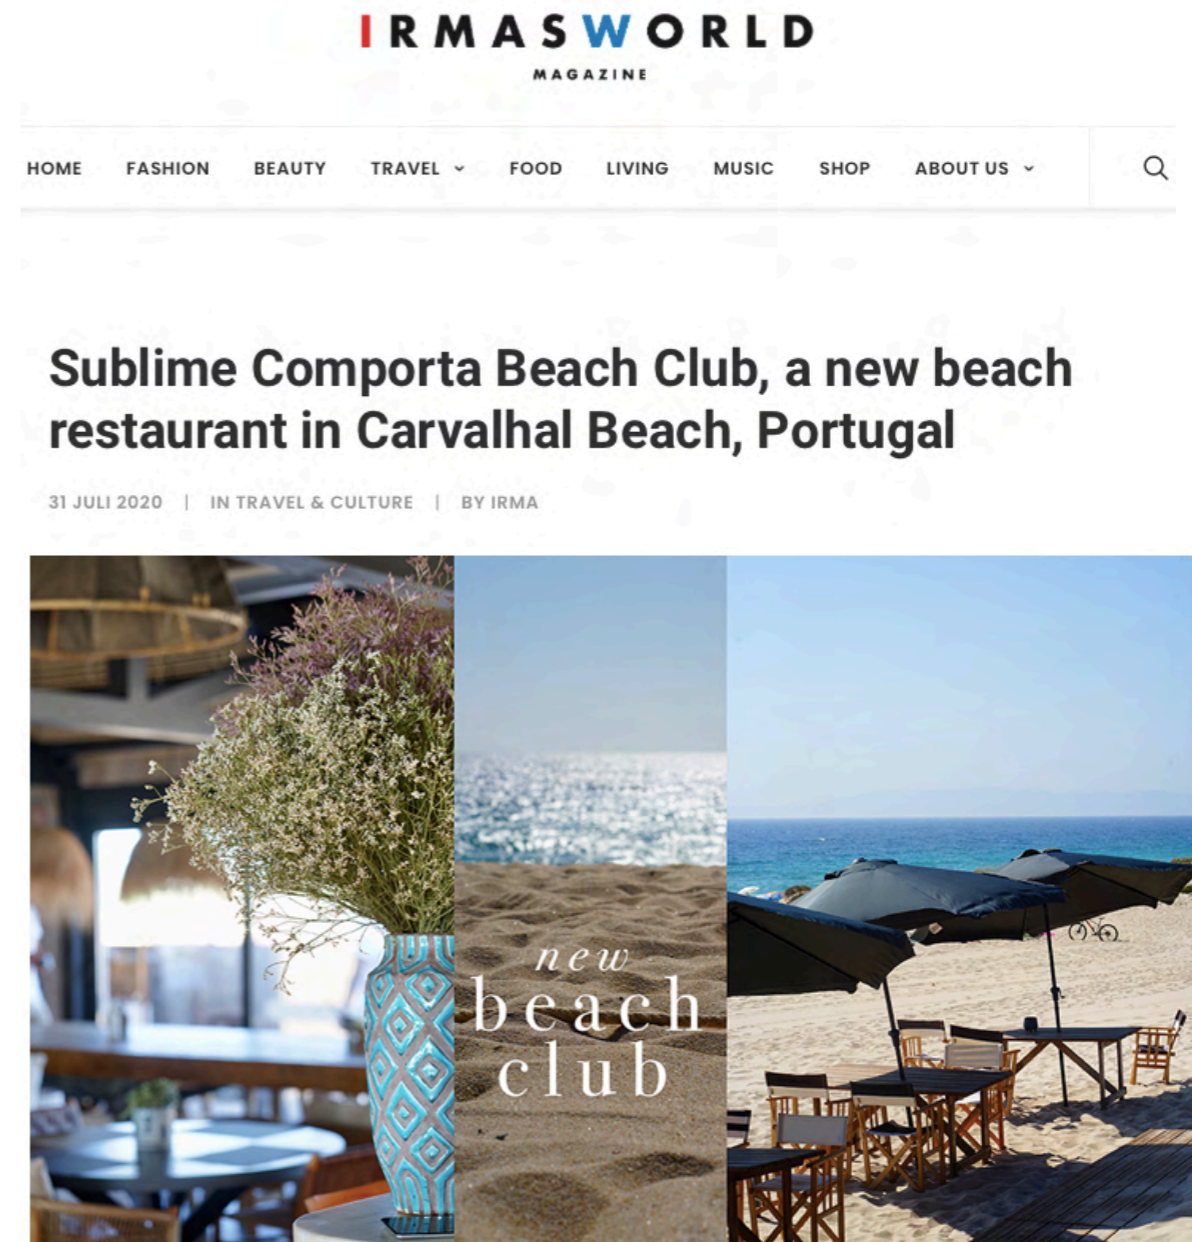 IRMASWORLD
MAGAZINE
HOME FASHION BEAUTY TRAVEL FOOD LIVING MUSIC SHOP ABOUT US
Sublime Comporta Beach Club, a new beach
restaurant in Carvalhal Beach, Portugal
31 JULI 2020 | IN TRAVEL & CULTURE | BY IRMA
new
beach
club